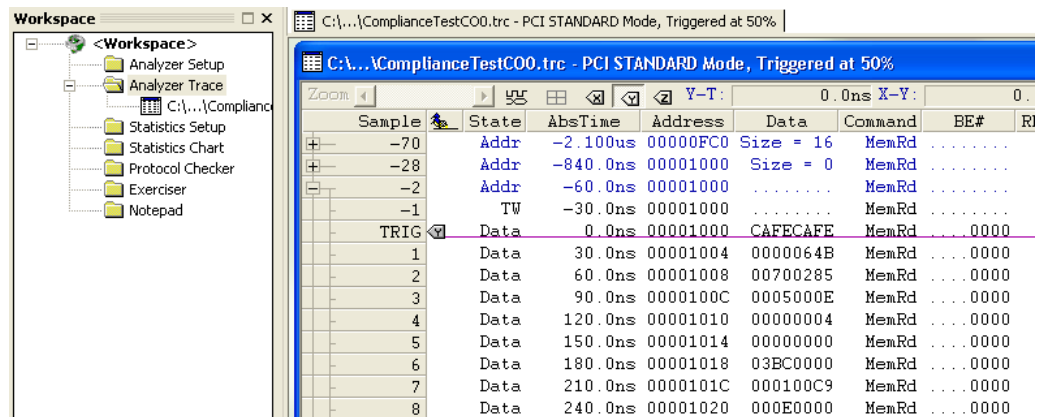 Workspace
<Workspace>
Analyzer Setup
Analyzer Trace
C:\...\Complianc
Statistics Setup
Statistics Chart
Protocol Checker
Exerciser
Notepad
C:\...\ComplianceTestCO0.trc - PCI STANDARD Mode, Triggered at 50%
C:\...\ComplianceTestCO0.trc - PCI STANDARD Mode, Triggered at 50%
Zoom X Y Z Y-T: 0.0ns X-Y: 0.
Sample State AbsTime Address Data Command BE#
-70 Addr -2.100us 00000FC0 Size = 16 MemRd ........
-28 Addr -840.0ns 00001000 Size = 0 MemRd ........
-2 Addr -60.0ns 00001000 ........ MemRd ........
-1 TW -30.0ns 00001000 ........ MemRd ........
TRIG Y Data 0.0ns 00001000 CAFECAFE MemRd ....0000
1 Data 30.0ns 00001004 0000064B MemRd ....0000
2 Data 60.0ns 00001008 00700285 MemRd ....0000
3 Data 90.0ns 0000100C 0005000E MemRd ....0000
4 Data 120.0ns 00001010 00000004 MemRd ....0000
5 Data 150.0ns 00001014 00000000 MemRd ....0000
6 Data 180.0ns 00001018 03BC0000 MemRd ....0000
7 Data 210.0ns 0000101C 000100C9 MemRd ....0000
8 Data 240.0ns 00001020 000E0000 MemRd ....0000